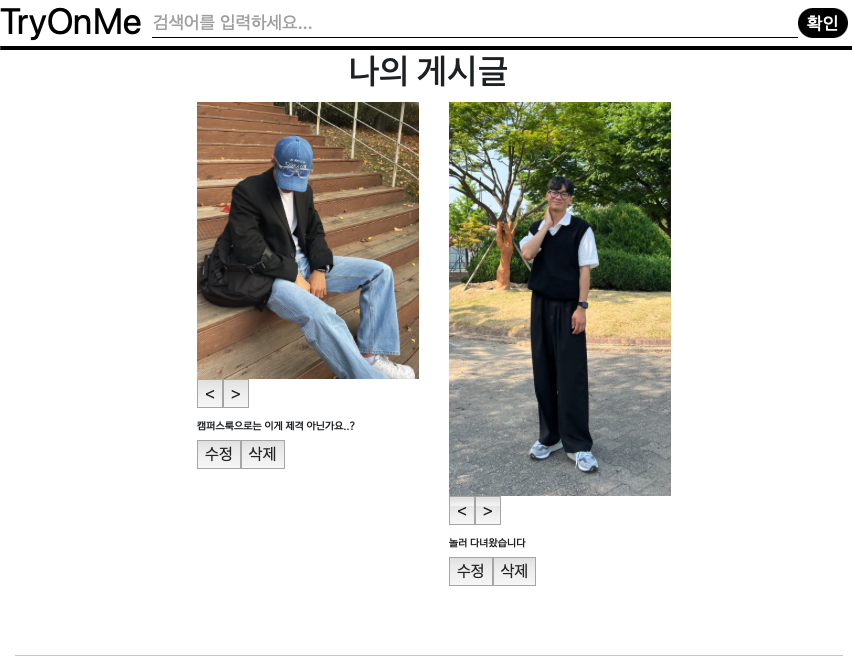 TryOnMe 검색어를 입력하세요... 확인
나의 게시글
< >
캠퍼스룩으로는 이게 제격 아닌가요..?
수정 삭제
< >
놀러 다녀왔습니다
수정 삭제